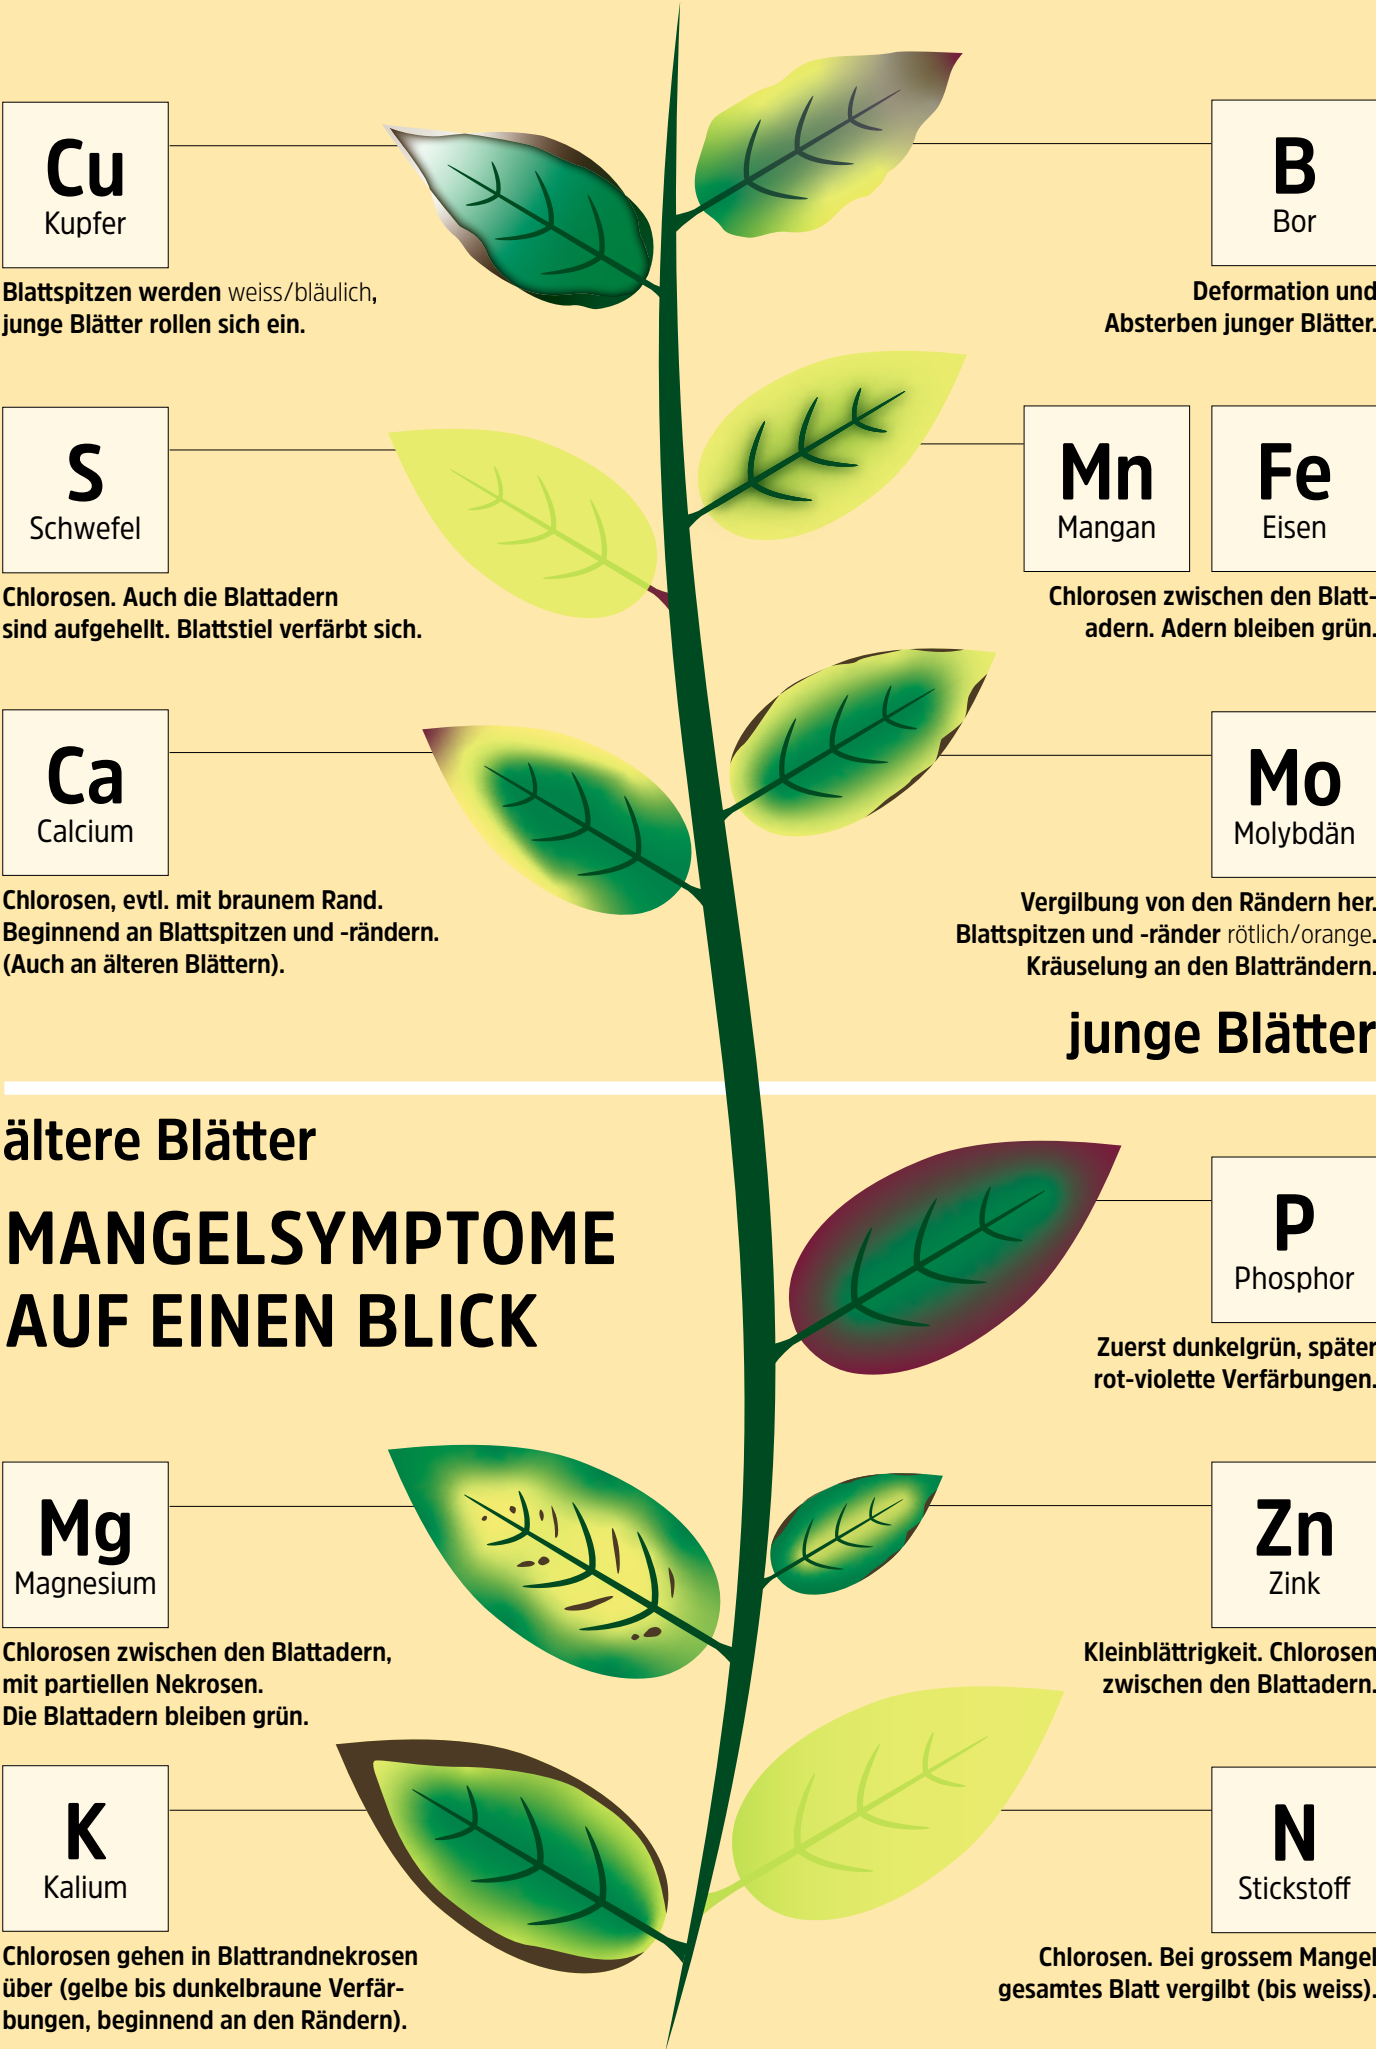 Cu
Kupfer
Blattspitzen werden weiss/bläulich,
junge Blätter rollen sich ein.
B
Bor
Deformation und
Absterben junger Blätter.
S
Schwefel
Chlorosen. Auch die Blattadern
sind aufgehellt. Blattstiel verfärbt sich.
Mn
Mangan
Fe
Eisen
Chlorosen zwischen den Blatt-
adern. Adern bleiben grün.
Ca
Calcium
Chlorosen, evtl. mit braunem Rand.
Beginnend an Blattspitzen und -rändern.
(Auch an älteren Blättern).
Mo
Molybdän
Vergilbung von den Rändern her.
Blattspitzen und -ränder rötlich/orange.
Kräuselung an den Blatträndern.
junge Blätter
ältere Blätter
MANGELSYMPTOME
AUF EINEN BLICK
P
Phosphor
Zuerst dunkelgrün, später
rot-violette Verfärbungen.
Mg
Magnesium
Chlorosen zwischen den Blattadern,
mit partiellen Nekrosen.
Die Blattadern bleiben grün.
Zn
Zink
Kleinblättrigkeit. Chlorosen
zwischen den Blattadern.
K
Kalium
Chlorosen gehen in Blattrandnekrosen
über (gelbe bis dunkelbraune Verfär-
bungen, beginnend an den Rändern).
N
Stickstoff
Chlorosen. Bei grossem Mangel
gesamtes Blatt vergilbt (bis weiss).